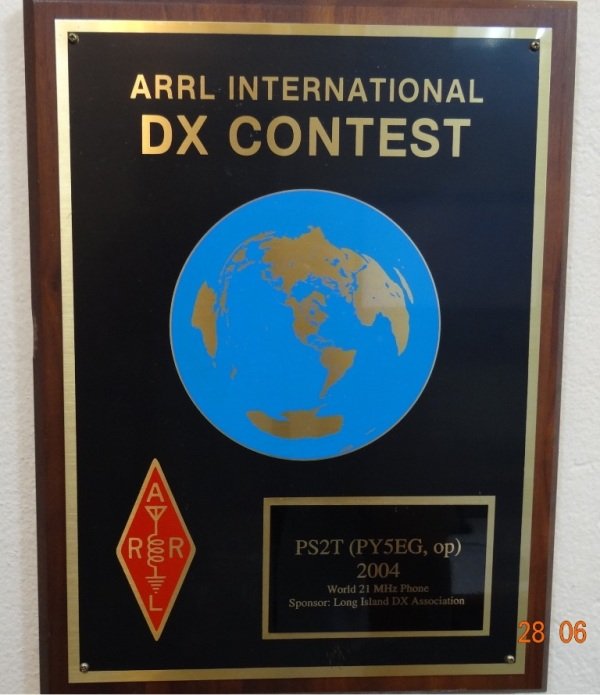 ARRL INTERNATIONAL
DX CONTEST
A
R R
L
PS2T (PY5EG, op)
2004
World 21 MHz Phone
Sponsor: Long Island DX Association
28 06